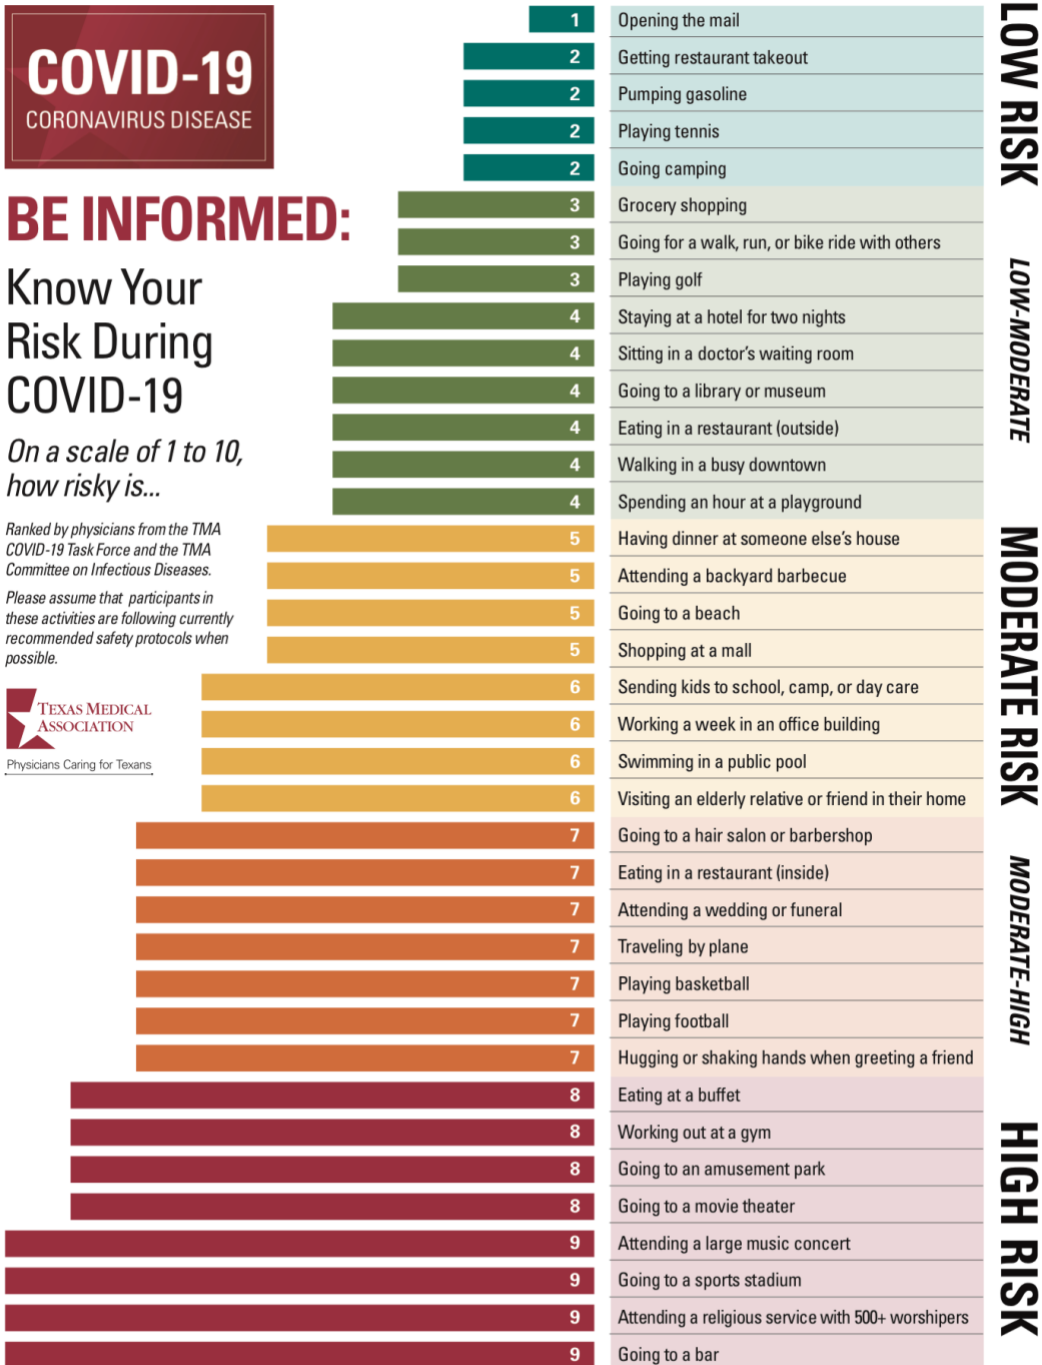 COVID-19
CORONAVIRUS DISEASE
BE INFORMED:
Know Your
Risk During
COVID-19
On a scale of 1 to 10,
how risky is...
Ranked by physicians from the TMA
COVID-19 Task Force and the TMA
Committee on Infectious Diseases.
Please assume that participants in
these activities are following currently
recommended safety protocols when
possible.
TEXAS MEDICAL
ASSOCIATION
Physicians Caring for Texans
1 Opening the mail
2 Getting restaurant takeout
2 Pumping gasoline
2 Playing tennis
2 Going camping
3 Grocery shopping
3 Going for a walk, run, or bike ride with others
3 Playing golf
4 Staying at a hotel for two nights
4 Sitting in a doctor's waiting room
4 Going to a library or museum
4 Eating in a restaurant (outside)
4 Walking in a busy downtown
4 Spending an hour at a playground
5 Having dinner at someone else's house
5 Attending a backyard barbecue
5 Going to a beach
5 Shopping at a mall
6 Sending kids to school, camp, or day care
6 Working a week in an office building
6 Swimming in a public pool
6 Visiting an elderly relative or friend in their home
7 Going to a hair salon or barbershop
7 Eating in a restaurant (inside)
7 Attending a wedding or funeral
7 Traveling by plane
7 Playing basketball
7 Playing football
7 Hugging or shaking hands when greeting a friend
8 Eating at a buffet
8 Working out at a gym
8 Going to an amusement park
8 Going to a movie theater
9 Attending a large music concert
9 Going to a sports stadium
9 Attending a religious service with 500+ worshipers
9 Going to a bar
LOW RISK
LOW-MODERATE
MODERATE RISK
MODERATE-HIGH
HIGH RISK